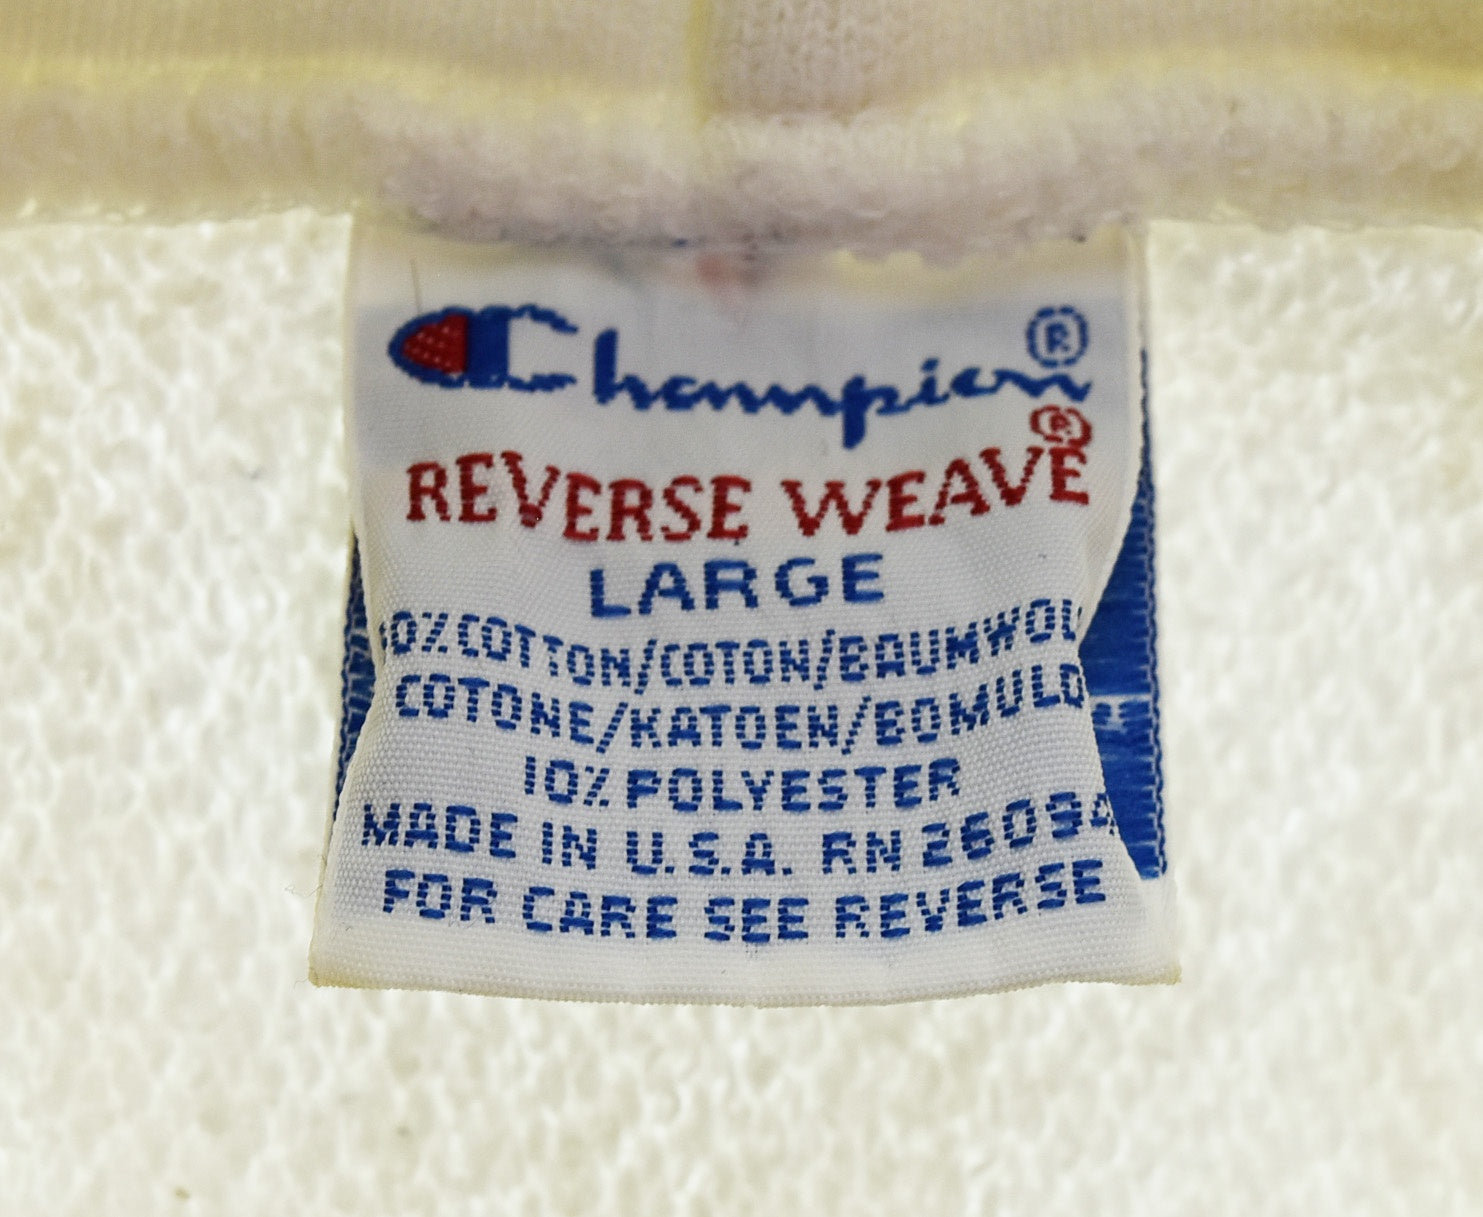 Champion®
REVERSE WEAVE®
LARGE
0%COTTON/COTON/BAUMWOL
COTONE/KATOEN/BOMULD
10% POLYESTER
MADE IN U.S.A. RN 26094
FOR CARE SEE REVERSE